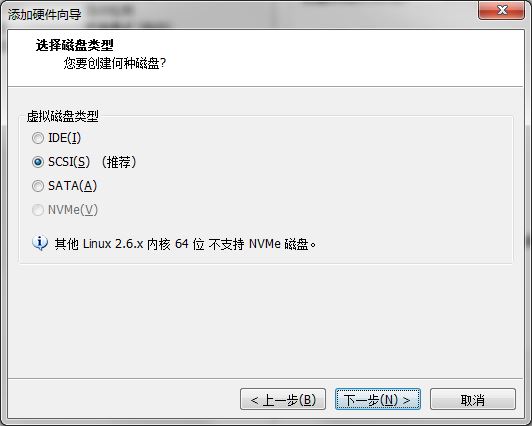 添加硬件向导
选择磁盘类型
您要创建何种磁盘?
虚拟磁盘类型
IDE(I)
SCSI(S) (推荐)
SATA(A)
NVMe(V)
其他 Linux 2.6.x 内核 64 位 不支持 NVMe 磁盘。
< 上一步(B) 下一步(N) > 取消